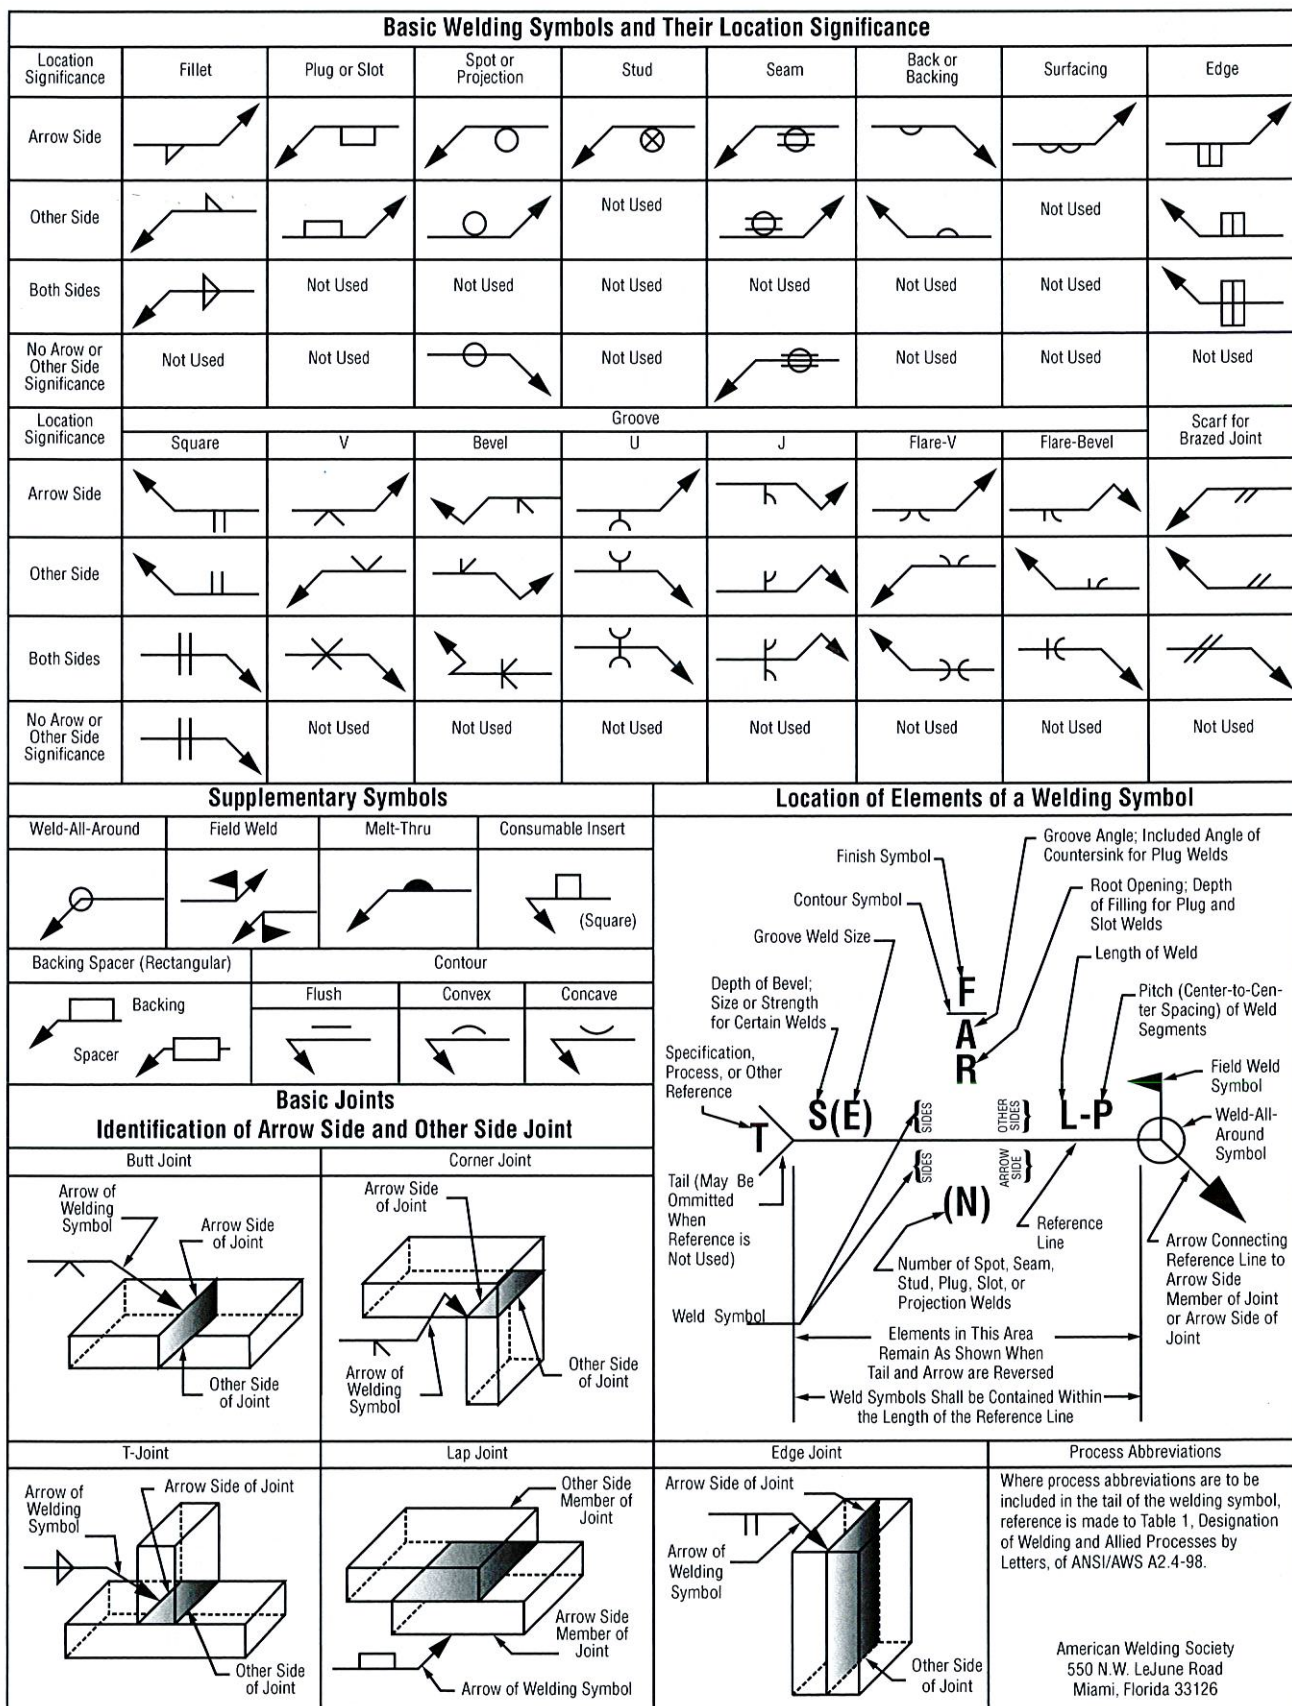 Basic Welding Symbols and Their Location Significance
Location
Significance
Fillet
Plug or Slot
Spot or
Projection
Stud
Seam
Back or
Backing
Surfacing
Edge
Arrow Side
Other Side
Not Used
Not Used
Both Sides
Not Used
Not Used
Not Used
Not Used
Not Used
Not Used
No Arow or
Other Side
Significance
Not Used
Not Used
Not Used
Not Used
Not Used
Not Used
Location
Significance
Groove
Scarf for
Brazed Joint
Square
V
Bevel
U
J
Flare-V
Flare-Bevel
Arrow Side
Other Side
Both Sides
No Arow or
Other Side
Significance
Not Used
Not Used
Not Used
Not Used
Not Used
Not Used
Not Used
Supplementary Symbols
Weld-All-Around
Field Weld
Melt-Thru
Consumable Insert
(Square)
Backing Spacer (Rectangular)
Contour
Backing
Spacer
Flush
Convex
Concave
Location of Elements of a Welding Symbol
Finish Symbol
Contour Symbol
Groove Weld Size
Depth of Bevel;
Size or Strength
for Certain Welds
Specification,
Process, or Other
Reference
Groove Angle; Included Angle of
Countersink for Plug Welds
Root Opening; Depth
of Filling for Plug and
Slot Welds
Length of Weld
Pitch (Center-to-Cen-
ter Spacing) of Weld
Segments
Field Weld
Symbol
Weld-All-
Around
Symbol
F
A
R
T
S(E)
{SIDES
OTHER
SIDES}
L-P
{SIDES
ARROW
SIDE}
(N)
Tail (May Be
Ommitted
When
Reference is
Not Used)
Reference
Line
Number of Spot, Seam,
Stud, Plug, Slot, or
Projection Welds
Arrow Connecting
Reference Line to
Arrow Side
Member of Joint
or Arrow Side of
Joint
Weld Symbol
Elements in This Area
Remain As Shown When
Tail and Arrow are Reversed
Weld Symbols Shall be Contained Within
the Length of the Reference Line
Basic Joints
Identification of Arrow Side and Other Side Joint
Butt Joint
Arrow of
Welding
Symbol
Arrow Side
of Joint
Other Side
of Joint
Corner Joint
Arrow Side
of Joint
Arrow of
Welding
Symbol
Other Side
of Joint
T-Joint
Arrow of
Welding
Symbol
Arrow Side of Joint
Other Side
of Joint
Lap Joint
Other Side
Member of
Joint
Arrow Side
Member of
Joint
Arrow of Welding Symbol
Edge Joint
Arrow Side of Joint
Arrow of
Welding
Symbol
Other Side
of Joint
Process Abbreviations
Where process abbreviations are to be
included in the tail of the welding symbol,
reference is made to Table 1, Designation
of Welding and Allied Processes by
Letters, of ANSI/AWS A2.4-98.
American Welding Society
550 N.W. LeJune Road
Miami, Florida 33126